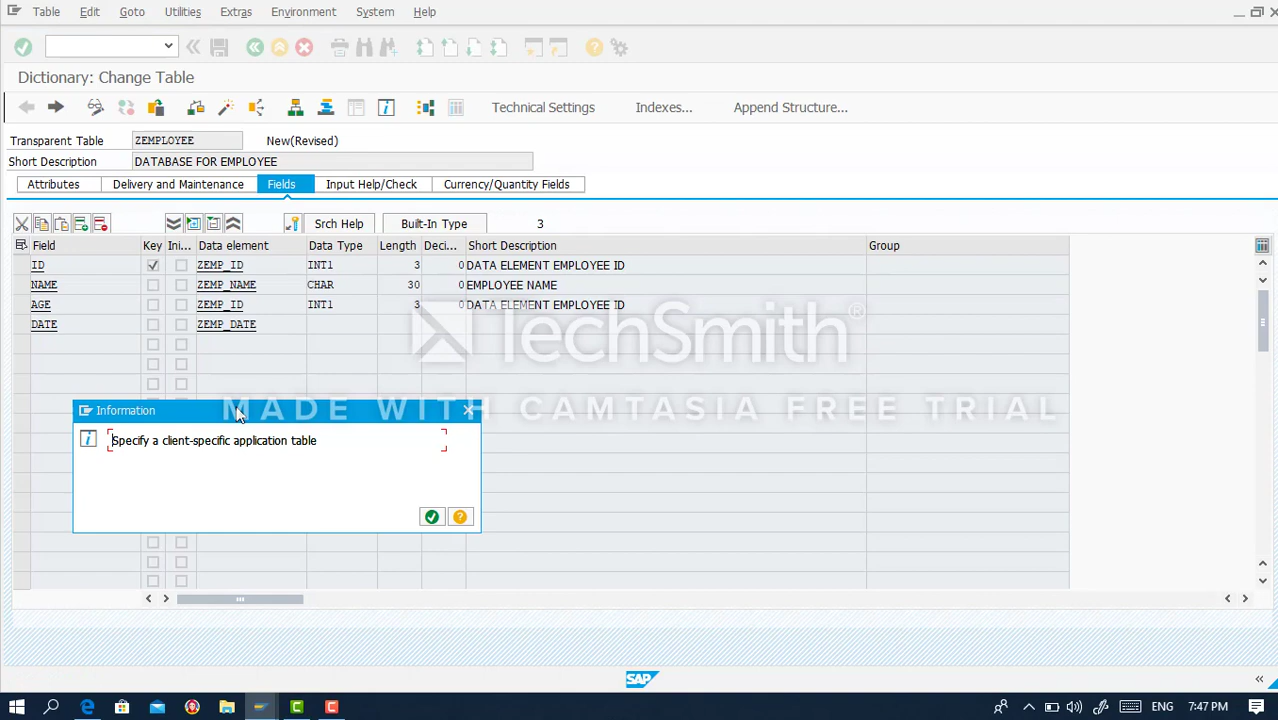 Table Edit Goto Utilities Extras Environment System Help
Dictionary: Change Table
Technical Settings Indexes... Append Structure...
Transparent Table ZEMPLOYEE New(Revised)
Short Description DATABASE FOR EMPLOYEE
Attributes Delivery and Maintenance Fields Input Help/Check Currency/Quantity Fields
Srch Help Built-In Type 3
Field Key Ini... Data element Data Type Length Deci... Short Description Group
ID ZEMP_ID INT1 3 0 DATA ELEMENT EMPLOYEE ID
NAME ZEMP_NAME CHAR 30 0 EMPLOYEE NAME
AGE ZEMP_ID INT1 3 0 DATA ELEMENT EMPLOYEE ID
DATE ZEMP_DATE
TechSmith®
MADE WITH CAMTASIA FREE TRIAL
Information
Specify a client-specific application table
SAP
ENG 7:47 PM